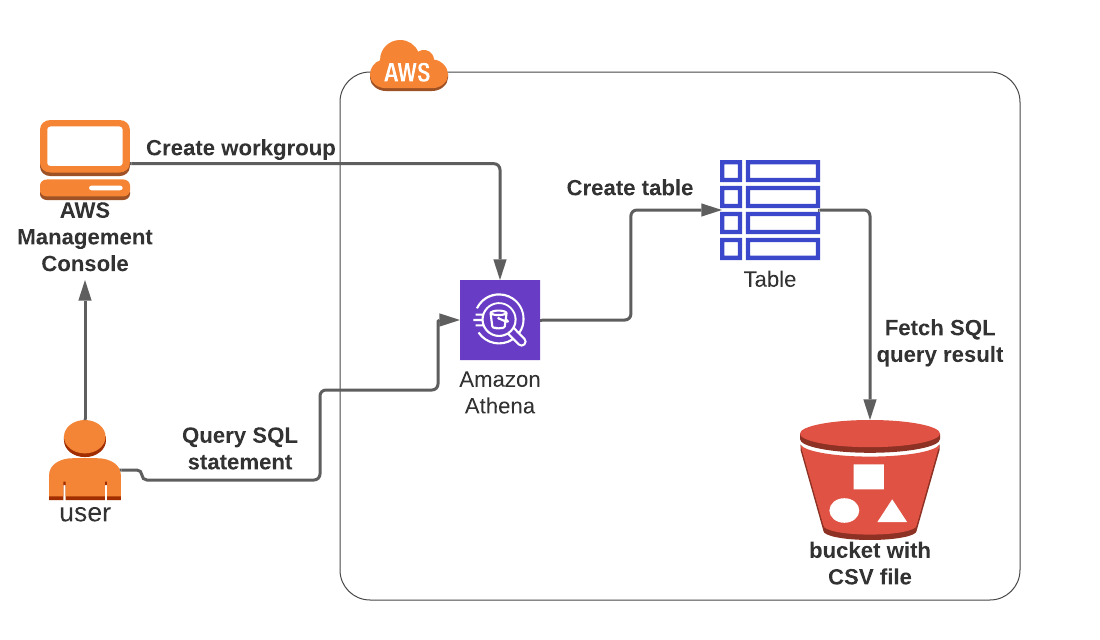 AWS
Create workgroup
AWS
Management
Console
Create table
Table
Fetch SQL
query result
Amazon
Athena
Query SQL
statement
user
bucket with
CSV file